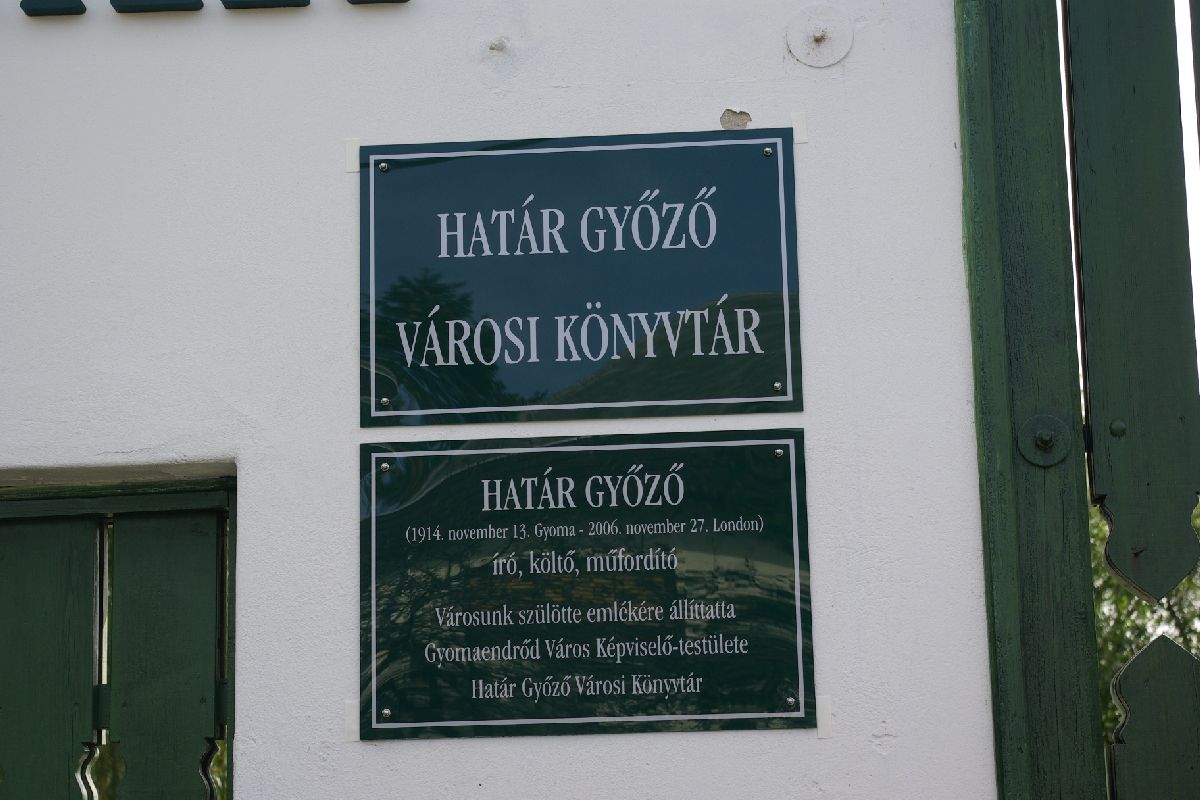 HATÁR GYŐZŐ
VÁROSI KÖNYVTÁR
HATÁR GYŐZŐ
(1914. november 13. Gyoma - 2006. november 27. London)
író, költő, műfordító
Városunk szülötte emlékére állíttatta
Gyomaendrőd Város Képviselő-testülete
Határ Győző Városi Könyvtár